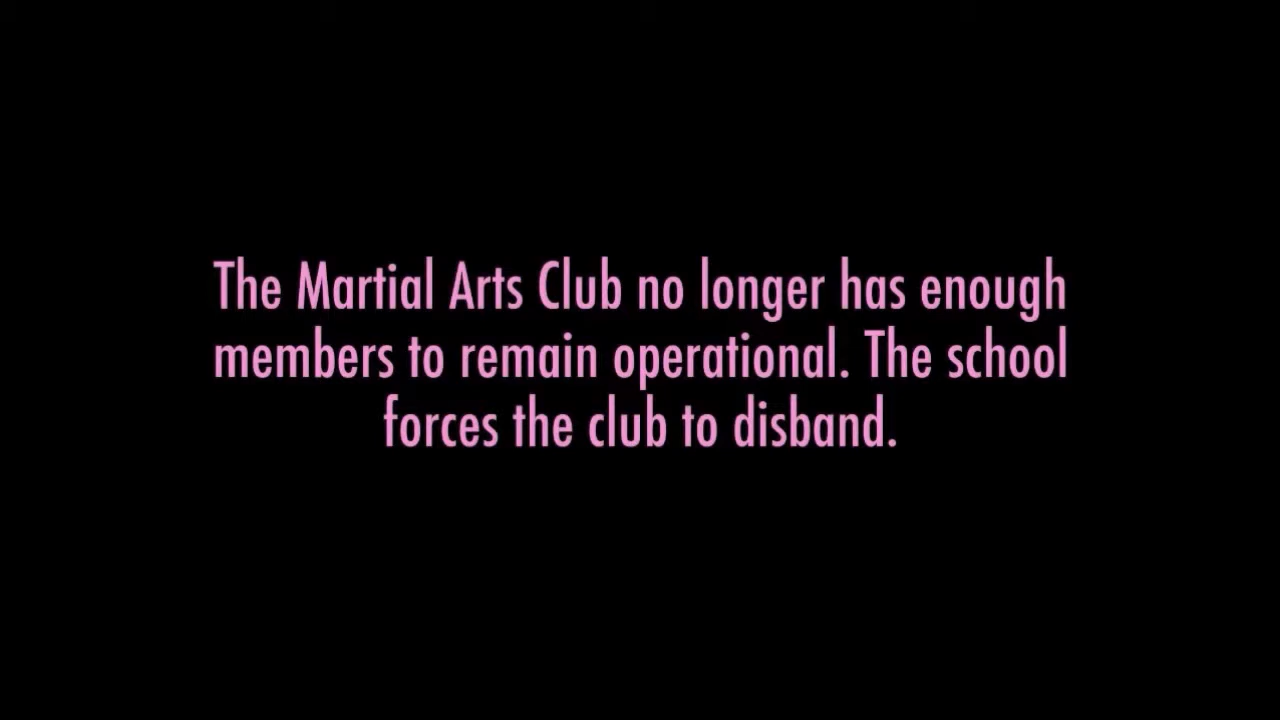 The Martial Arts Club no longer has enough
members to remain operational. The school
forces the club to disband.